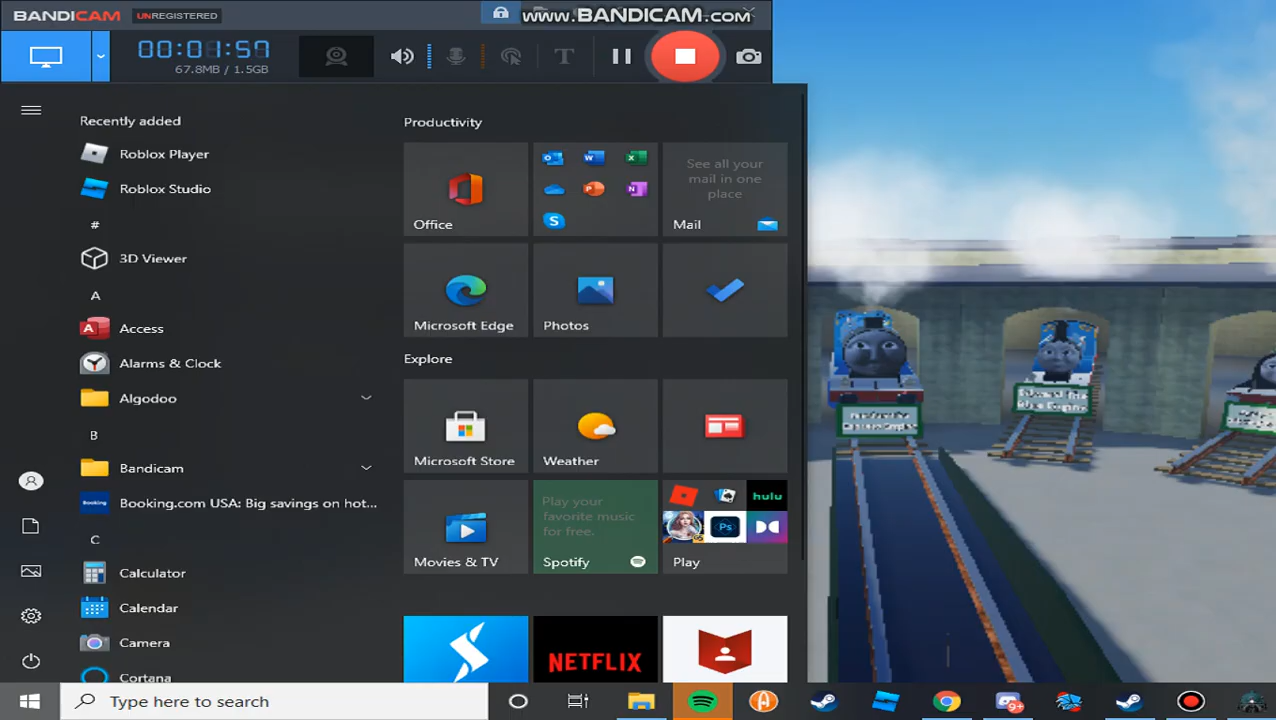 BANDICAM UNREGISTERED
www.BANDICAM.com
00:01:57
67.8MB / 1.5GB
T
Recently added
Roblox Player
Roblox Studio
#
3D Viewer
A
Access
Alarms & Clock
Algodoo
B
Bandicam
Booking.com USA: Big savings on hot...
C
Calculator
Calendar
Camera
Cortana
Productivity
Office
See all your
mail in one
place
Mail
Microsoft Edge
Photos
Explore
Microsoft Store
Weather
Movies & TV
Play your
favorite music
for free.
Spotify
hulu
Ps
Play
NETFLIX
Type here to search
9+